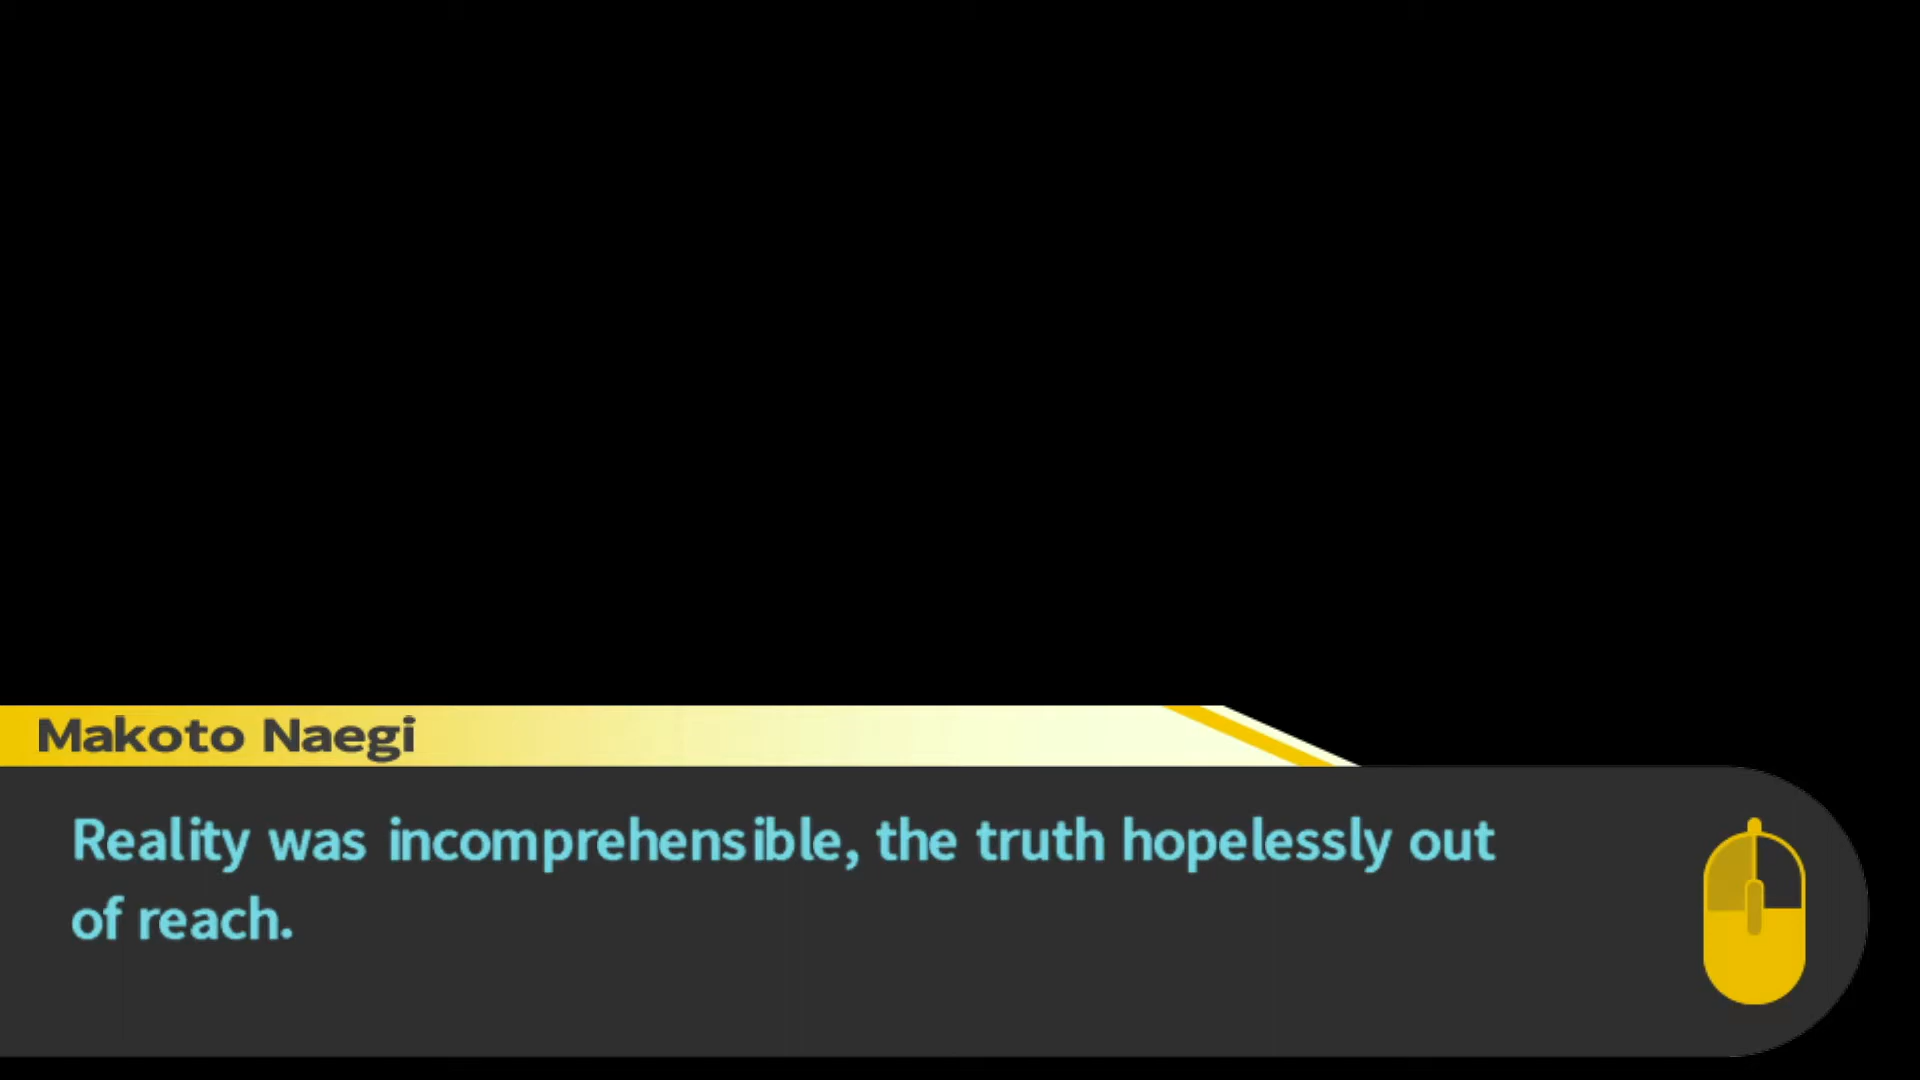 Makoto Naegi
Reality was incomprehensible, the truth hopelessly out
of reach.